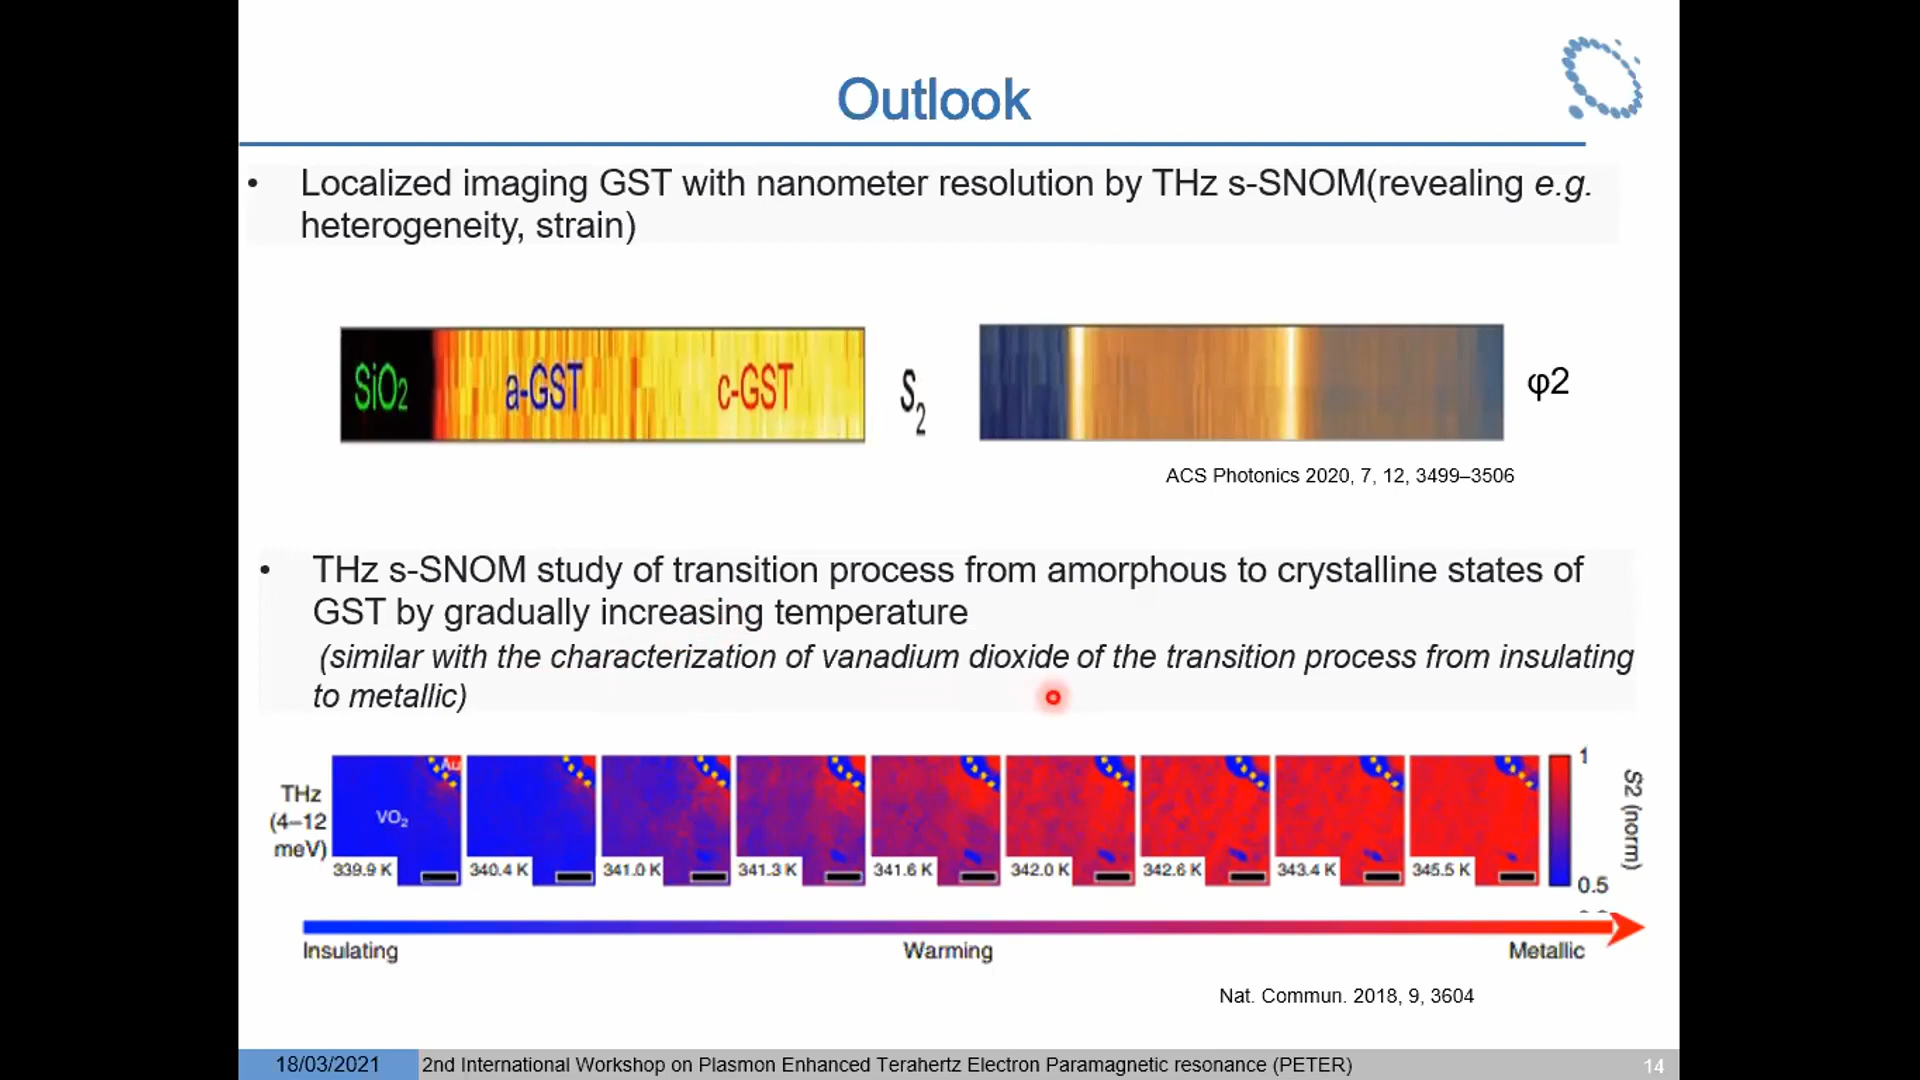 Outlook
• Localized imaging GST with nanometer resolution by THz s-SNOM(revealing e.g.
heterogeneity, strain)
SiO2 a-GST c-GST S2 φ2
ACS Photonics 2020, 7, 12, 3499–3506
• THz s-SNOM study of transition process from amorphous to crystalline states of
GST by gradually increasing temperature
(similar with the characterization of vanadium dioxide of the transition process from insulating
to metallic)
THz
(4–12
meV)
Au
VO2
339.9 K 340.4 K 341.0 K 341.3 K 341.6 K 342.0 K 342.6 K 343.4 K 345.5 K
1
S2 (norm)
0.5
Insulating Warming Metallic
Nat. Commun. 2018, 9, 3604
18/03/2021 2nd International Workshop on Plasmon Enhanced Terahertz Electron Paramagnetic resonance (PETER) 14